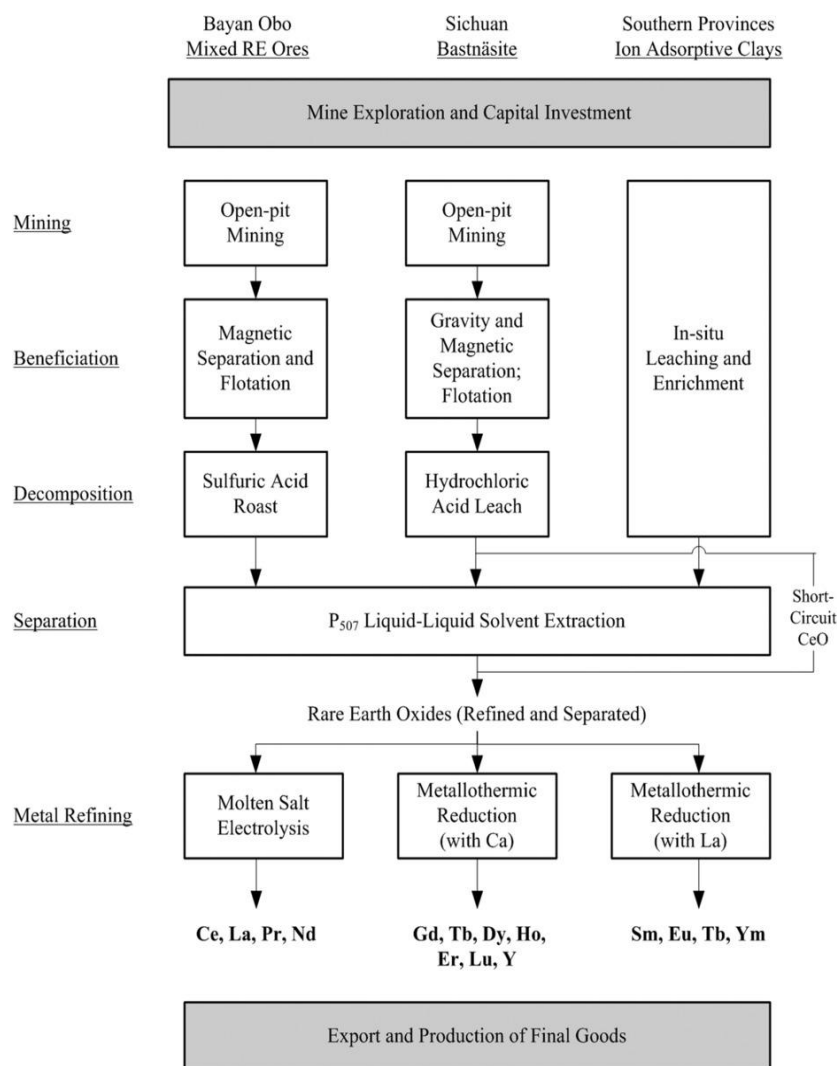 Bayan Obo
Mixed RE Ores
Sichuan
Bastnäsite
Southern Provinces
Ion Adsorptive Clays
Mine Exploration and Capital Investment
Mining
Open-pit
Mining
Open-pit
Mining
Beneficiation
Magnetic
Separation and
Flotation
Gravity and
Magnetic
Separation;
Flotation
In-situ
Leaching and
Enrichment
Decomposition
Sulfuric Acid
Roast
Hydrochloric
Acid Leach
Separation
P₅₀₇ Liquid-Liquid Solvent Extraction
Short-
Circuit
CeO
Rare Earth Oxides (Refined and Separated)
Metal Refining
Molten Salt
Electrolysis
Metallothermic
Reduction
(with Ca)
Metallothermic
Reduction
(with La)
Ce, La, Pr, Nd
Gd, Tb, Dy, Ho,
Er, Lu, Y
Sm, Eu, Tb, Ym
Export and Production of Final Goods